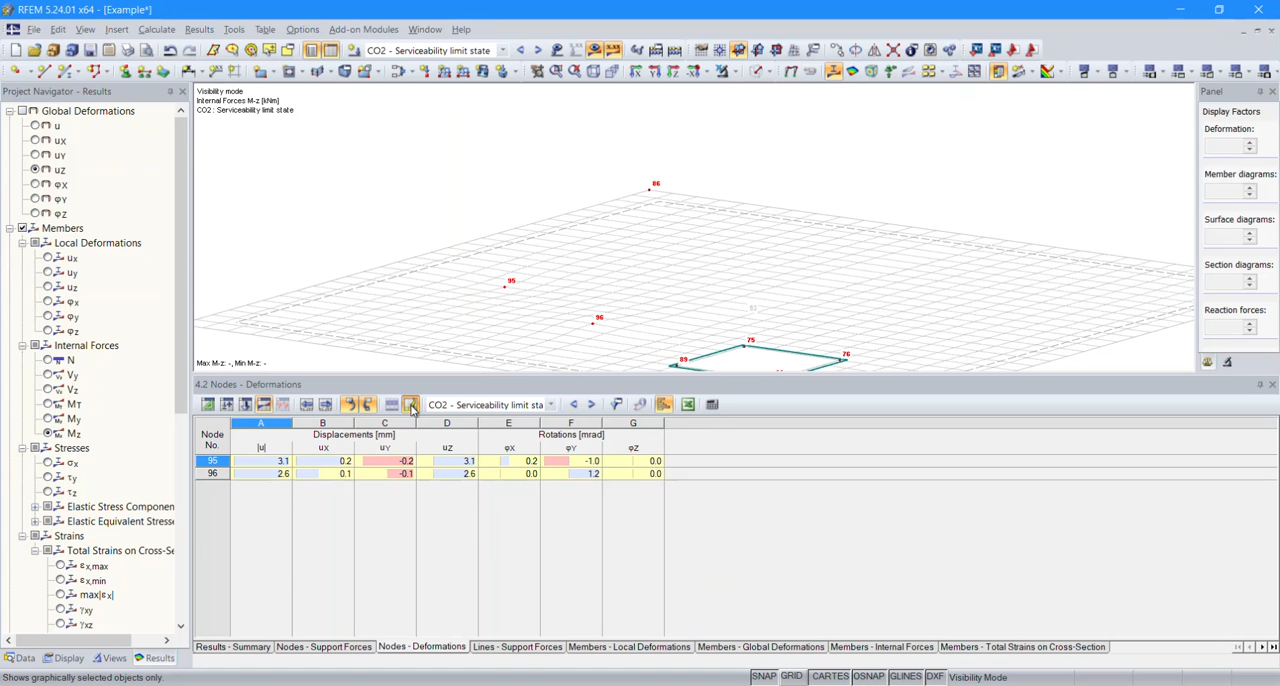 RFEM 5.24.01 x64 - [Example*]
File Edit View Insert Calculate Results Tools Table Options Add-on Modules Window Help
CO2 - Serviceability limit state
Project Navigator - Results
Global Deformations
u
uX
uY
uZ
φX
φY
φZ
Members
Local Deformations
ux
uy
uz
φx
φy
φz
Internal Forces
N
Vy
Vz
MT
My
Mz
Stresses
σx
τy
τz
Elastic Stress Componen
Elastic Equivalent Stresse
Strains
Total Strains on Cross-Se
εx,max
εx,min
max|εx|
γxy
γxz
Data Display Views Results
Visibility mode
Internal Forces M-z [kNm]
CO2 : Serviceability limit state
86
95
96
93
75
76
89
Max M-z: -, Min M-z: -
Panel
Display Factors
Deformation:
Member diagrams:
Surface diagrams:
Section diagrams:
Reaction forces:
4.2 Nodes - Deformations
CO2 - Serviceability limit sta
A B C D E F G
Node Displacements [mm] Rotations [mrad]
No. |u| uX uY uZ φX φY φZ
95 3.1 0.2 -0.2 3.1 0.2 -1.0 0.0
96 2.6 0.1 -0.1 2.6 0.0 1.2 0.0
Results - Summary Nodes - Support Forces Nodes - Deformations Lines - Support Forces Members - Local Deformations Members - Global Deformations Members - Internal Forces Members - Total Strains on Cross-Section
Shows graphically selected objects only. SNAP GRID CARTES OSNAP GLINES DXF Visibility Mode